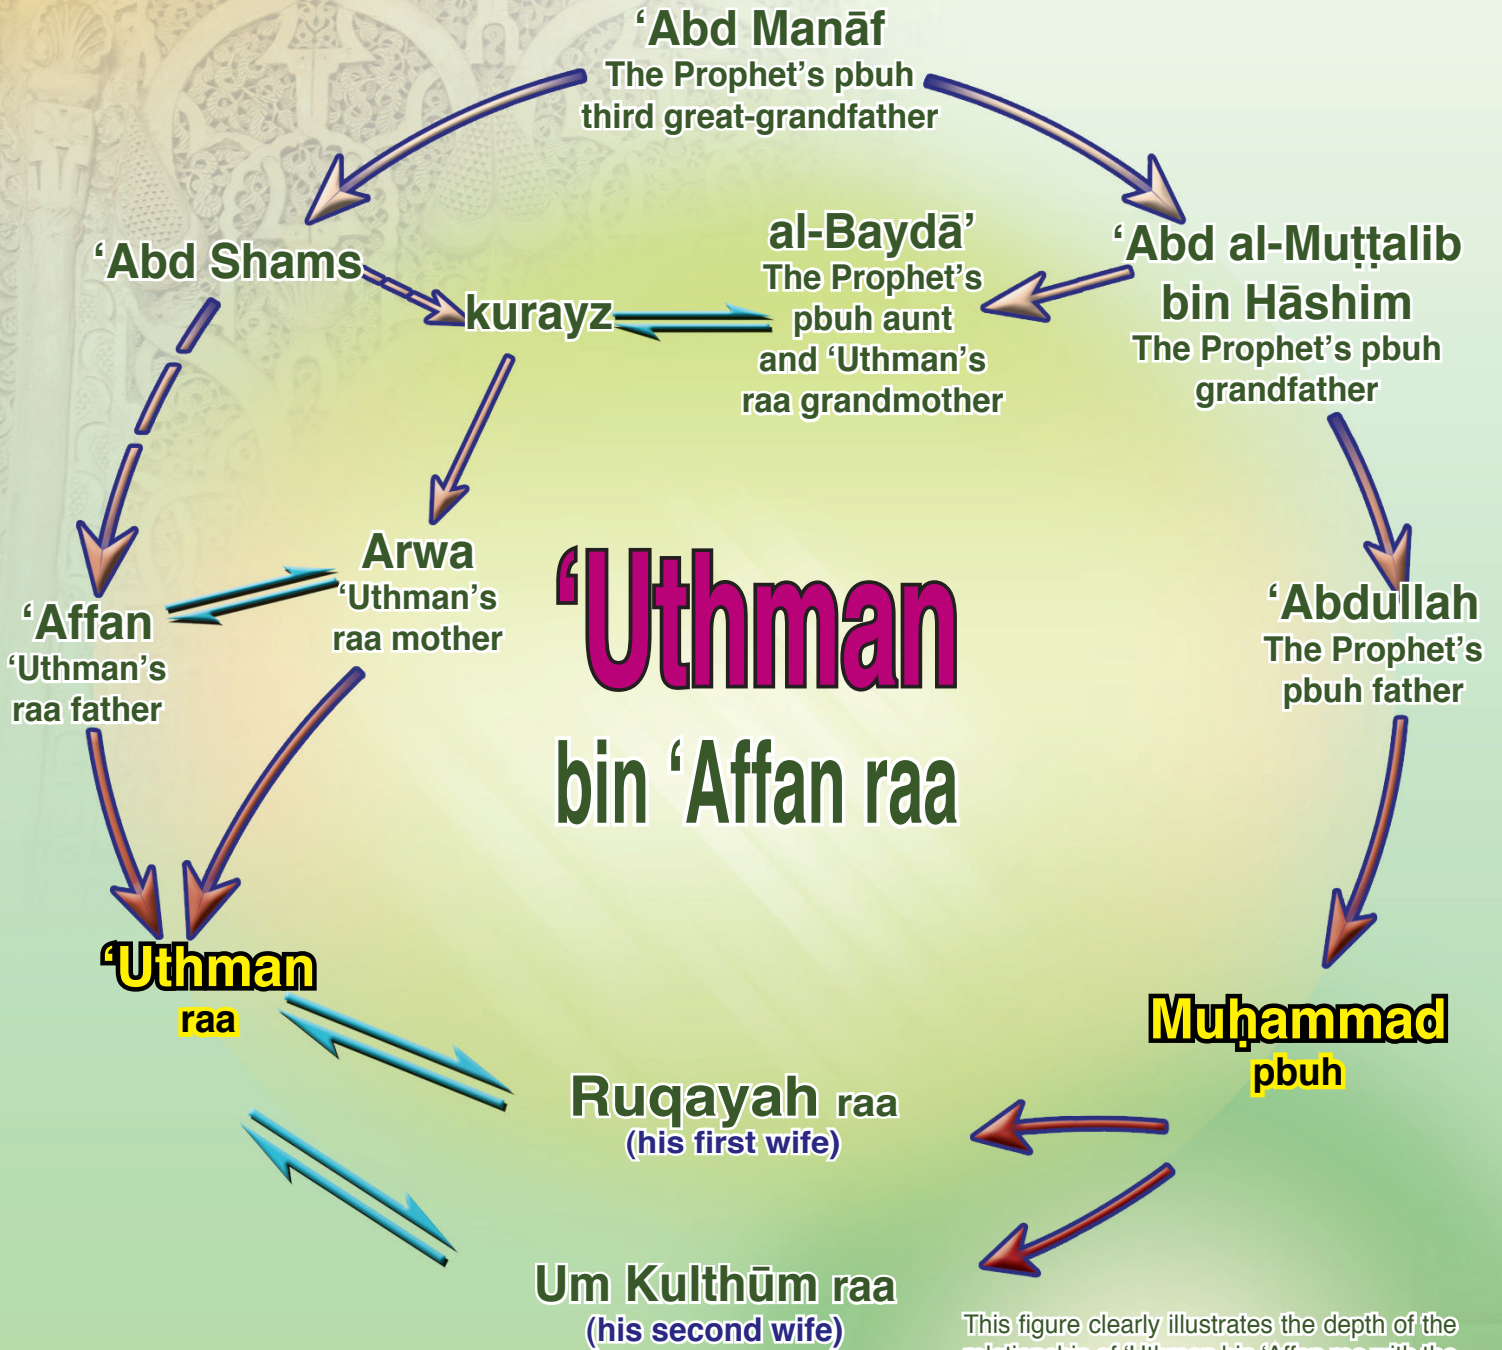 ‘Abd Manāf
The Prophet’s pbuh
third great-grandfather
‘Abd Shams
kurayz
al-Baydā’
The Prophet’s
pbuh aunt
and ‘Uthman’s
raa grandmother
‘Abd al-Muṭṭalib
bin Hāshim
The Prophet’s pbuh
grandfather
Arwa
‘Uthman’s
raa mother
‘Affan
‘Uthman’s
raa father
‘Uthman
bin ‘Affan raa
‘Abdullah
The Prophet’s
pbuh father
‘Uthman
raa
Muḥammad
pbuh
Ruqayah raa
(his first wife)
Um Kulthūm raa
(his second wife)
This figure clearly illustrates the depth of the